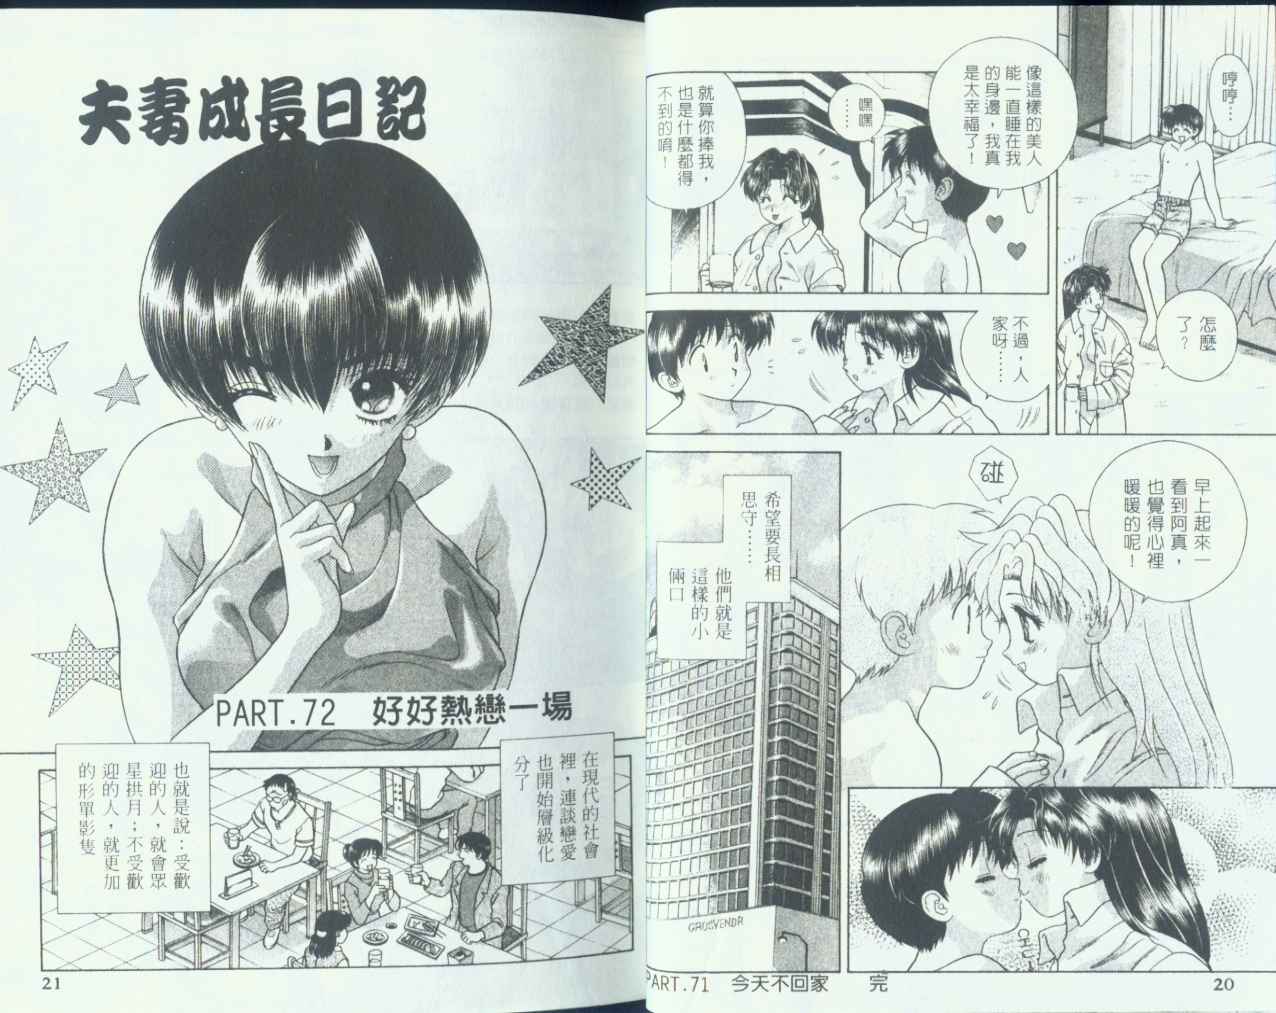 哼哼…
怎麼
了？
像這樣的美人
能一直睡在我
的身邊，我真
是太幸福了！
嘿嘿
……
就算你捧我，
也是什麼都得
不到的唷！
不過，人
家呀……
早上起來一
看到阿真，
也覺得心裡
暖暖的呢！
碰
希望要長相
思守………
他們就是
這樣的小
倆口
GROSVENOR
PART.71 今天不回家 完
20
夫妻成長日記
PART.72 好好熱戀一場
在現代的社會
裡，連談戀愛
也開始層級化
分了
也就是說：受歡
迎的人，就會眾
星拱月；不受歡
迎的人，就更加
的形單影隻
21